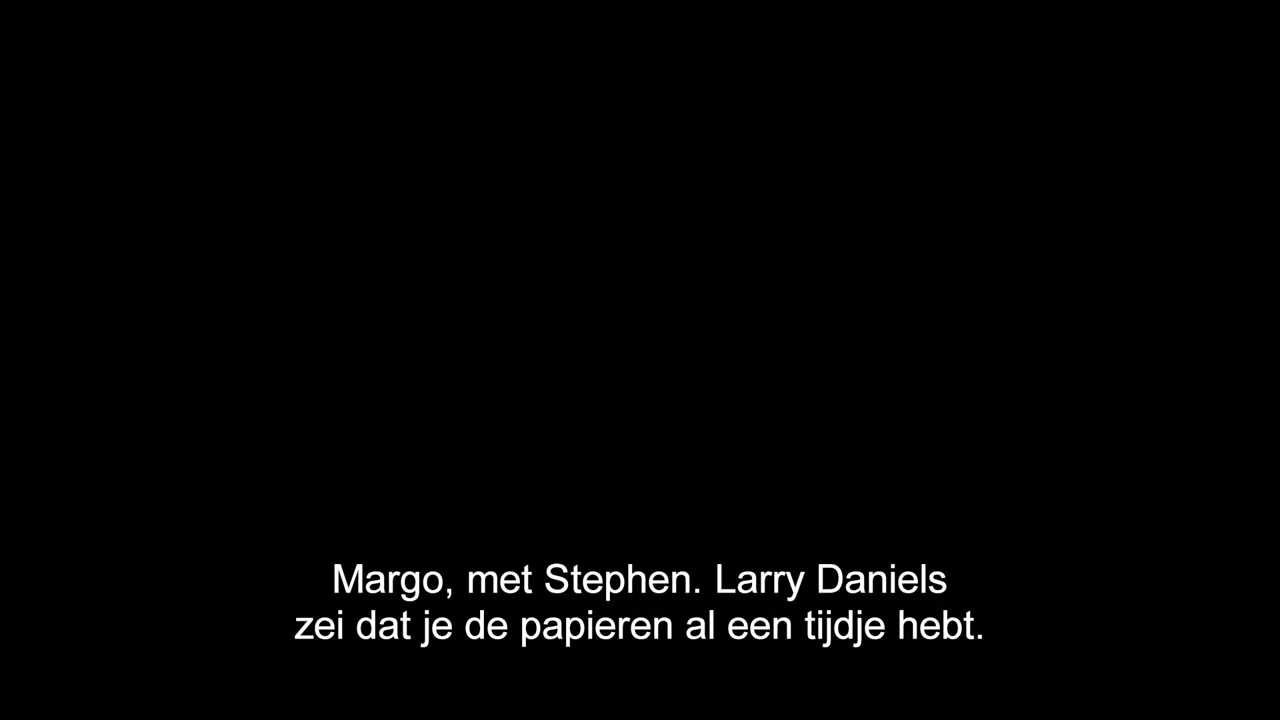 Margo, met Stephen. Larry Daniels
zei dat je de papieren al een tijdje hebt.